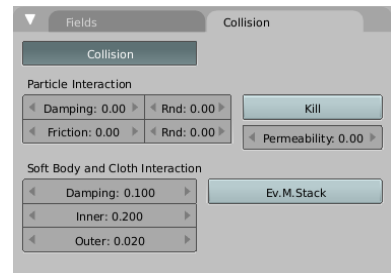 Fields Collision
Collision
Particle Interaction
Damping: 0.00 Rnd: 0.00 Kill
Friction: 0.00 Rnd: 0.00 Permeability: 0.00
Soft Body and Cloth Interaction
Damping: 0.100 Ev.M.Stack
Inner: 0.200
Outer: 0.020